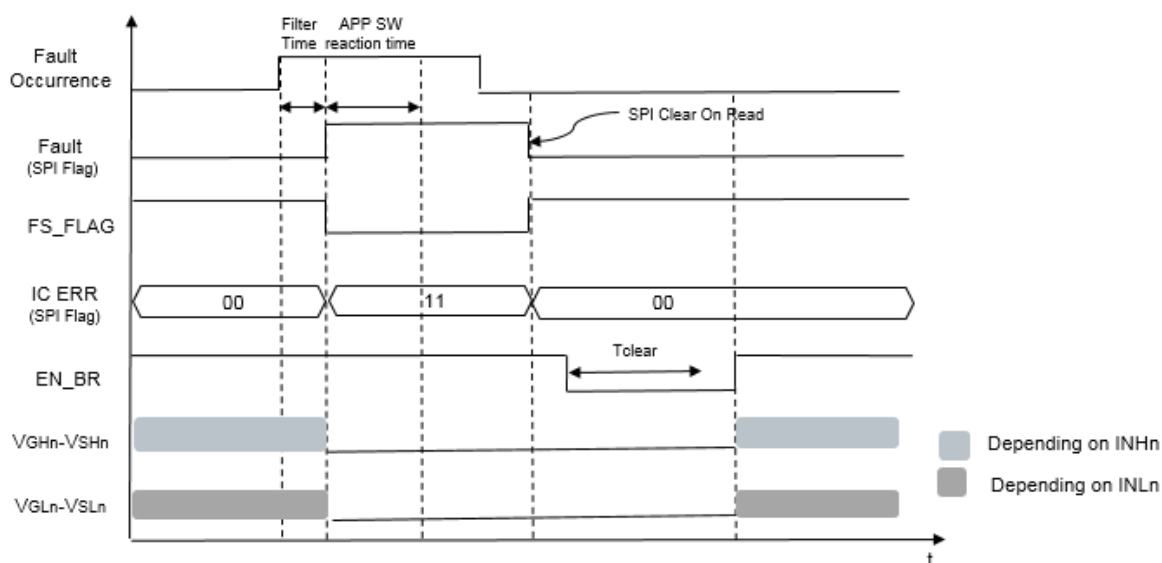 Filter
Time
APP SW
reaction time
Fault
Occurrence
SPI Clear On Read
Fault
(SPI Flag)
FS_FLAG
IC ERR
(SPI Flag)
00
11
00
Tclear
EN_BR
VGHn-VSHn
Depending on INHn
VGLn-VSLn
Depending on INLn
t